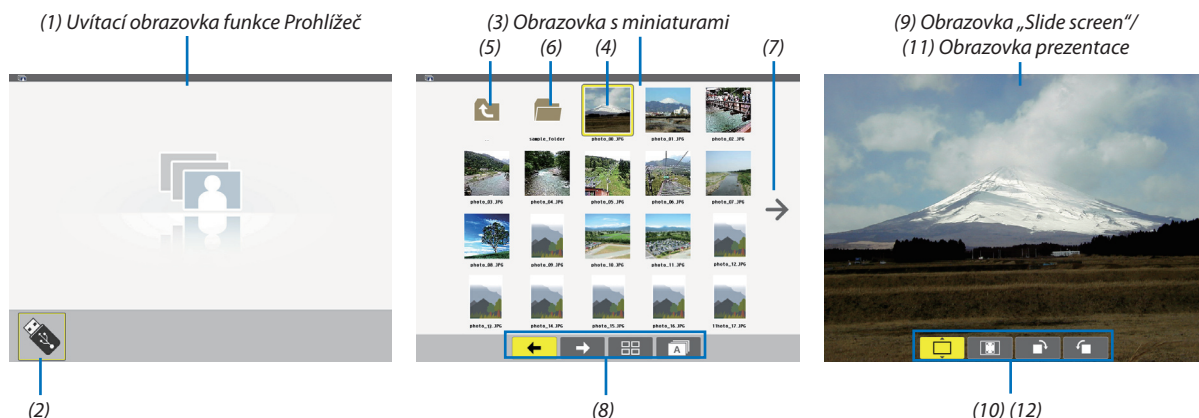 (1) Uvítací obrazovka funkce Prohlížeč
(3) Obrazovka s miniaturami
(9) Obrazovka „Slide screen“/
(11) Obrazovka prezentace
(5) (6) (4) (7)
sample_folder photo_00.JPG photo_01.JPG photo_02.JPG
photo_03.JPG photo_04.JPG photo_05.JPG photo_06.JPG photo_07.JPG
photo_08.JPG photo_09.JPG photo_10.JPG photo_11.JPG photo_12.JPG
photo_13.JPG photo_14.JPG photo_15.JPG photo_16.JPG photo_17.JPG
A
(2)
(8)
(10) (12)